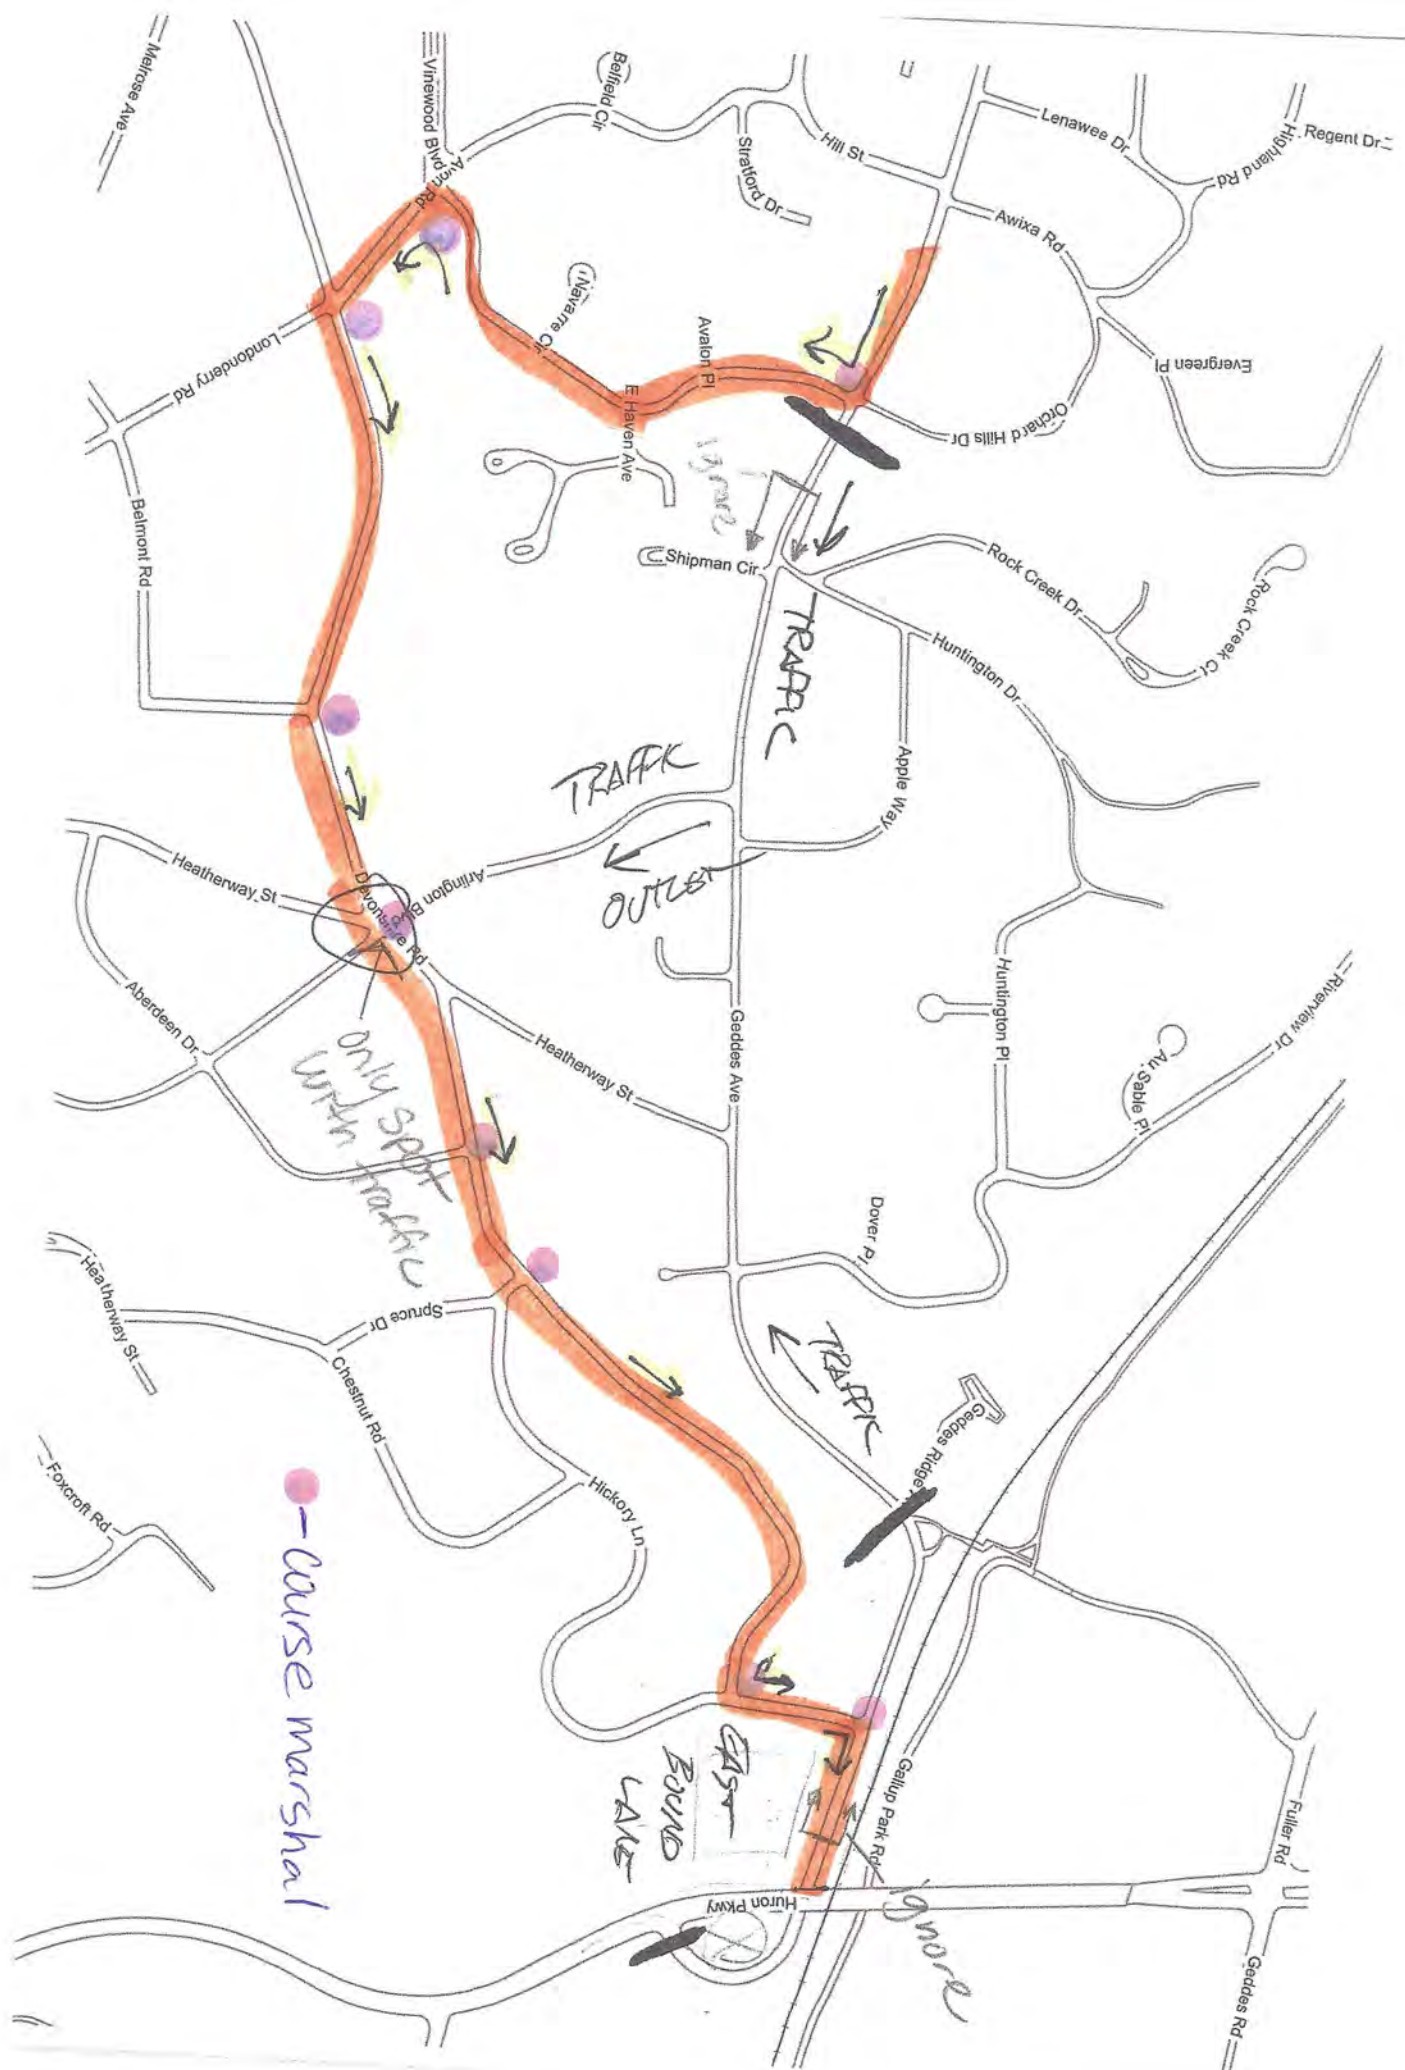 Melrose Ave
Vinewood Blvd
Belfield Cir
Avon Rd
Stratford Dr
Hill St
Lenawee Dr
Highland Rd
Regent Dr
Awixa Rd
Navarre Cir
Avalon Pl
E Haven Ave
Evergreen Pl
Orchard Hills Dr
Londonderry Rd
Belmont Rd
ignore
Shipman Cir
Rock Creek Dr
Rock Creek Ct
Huntington Dr
TRAFFIC
Apple Way
TRAFFIC
OUTLET
Arlington Blvd
Heatherway St
Devonshire Rd
Aberdeen Dr
only spot
with traffic
Heatherway St
Geddes Ave
Huntington Pl
Riverview Dr
Au Sable Pl
Dover Pl
Heatherway St
Spruce Dr
Chestnut Rd
TRAFFIC
Geddes Ridge
Foxcroft Rd
Hickory Ln
- Course marshal
EAST
BOUND
LANE
Gallup Park Rd
Fuller Rd
ignore
Huron Pkwy
Geddes Rd